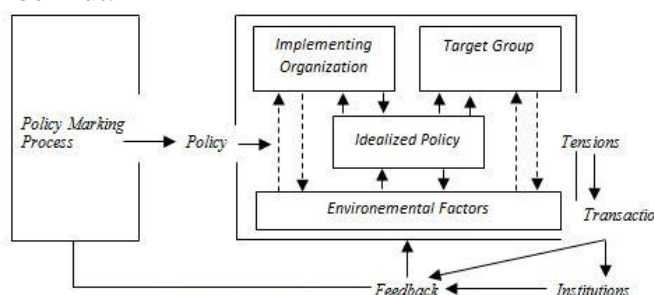 Implementing
Organization
Target Group
Policy Marking
Process
Policy
Idealized Policy
Tensions
Environemental Factors
Transactio
Feedback
Institutions